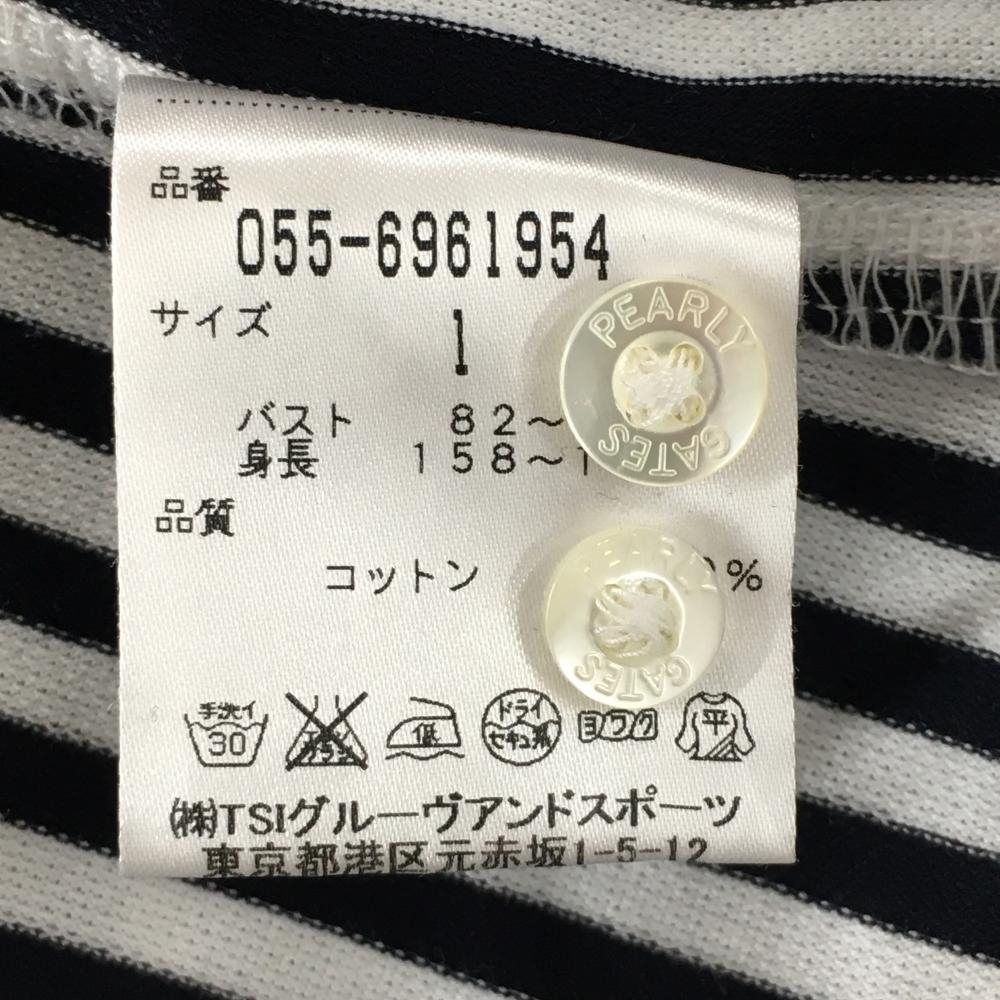 品番
055-6961954
サイズ
1
バスト 82～
身長 158～1
品質
コットン %
PEARLY
GATES
PEARLY
GATES
手洗イ
30
低
ドライ
セキユ系
ヨワク
平
㈱TSIグルーヴアンドスポーツ
東京都港区元赤坂1-5-12